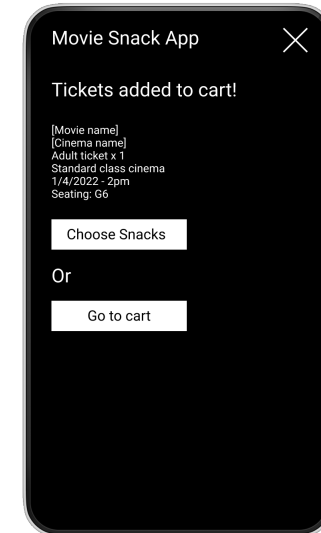 Movie Snack App
Tickets added to cart!
[Movie name]
[Cinema name]
Adult ticket x 1
Standard class cinema
1/4/2022 - 2pm
Seating: G6
Choose Snacks
Or
Go to cart